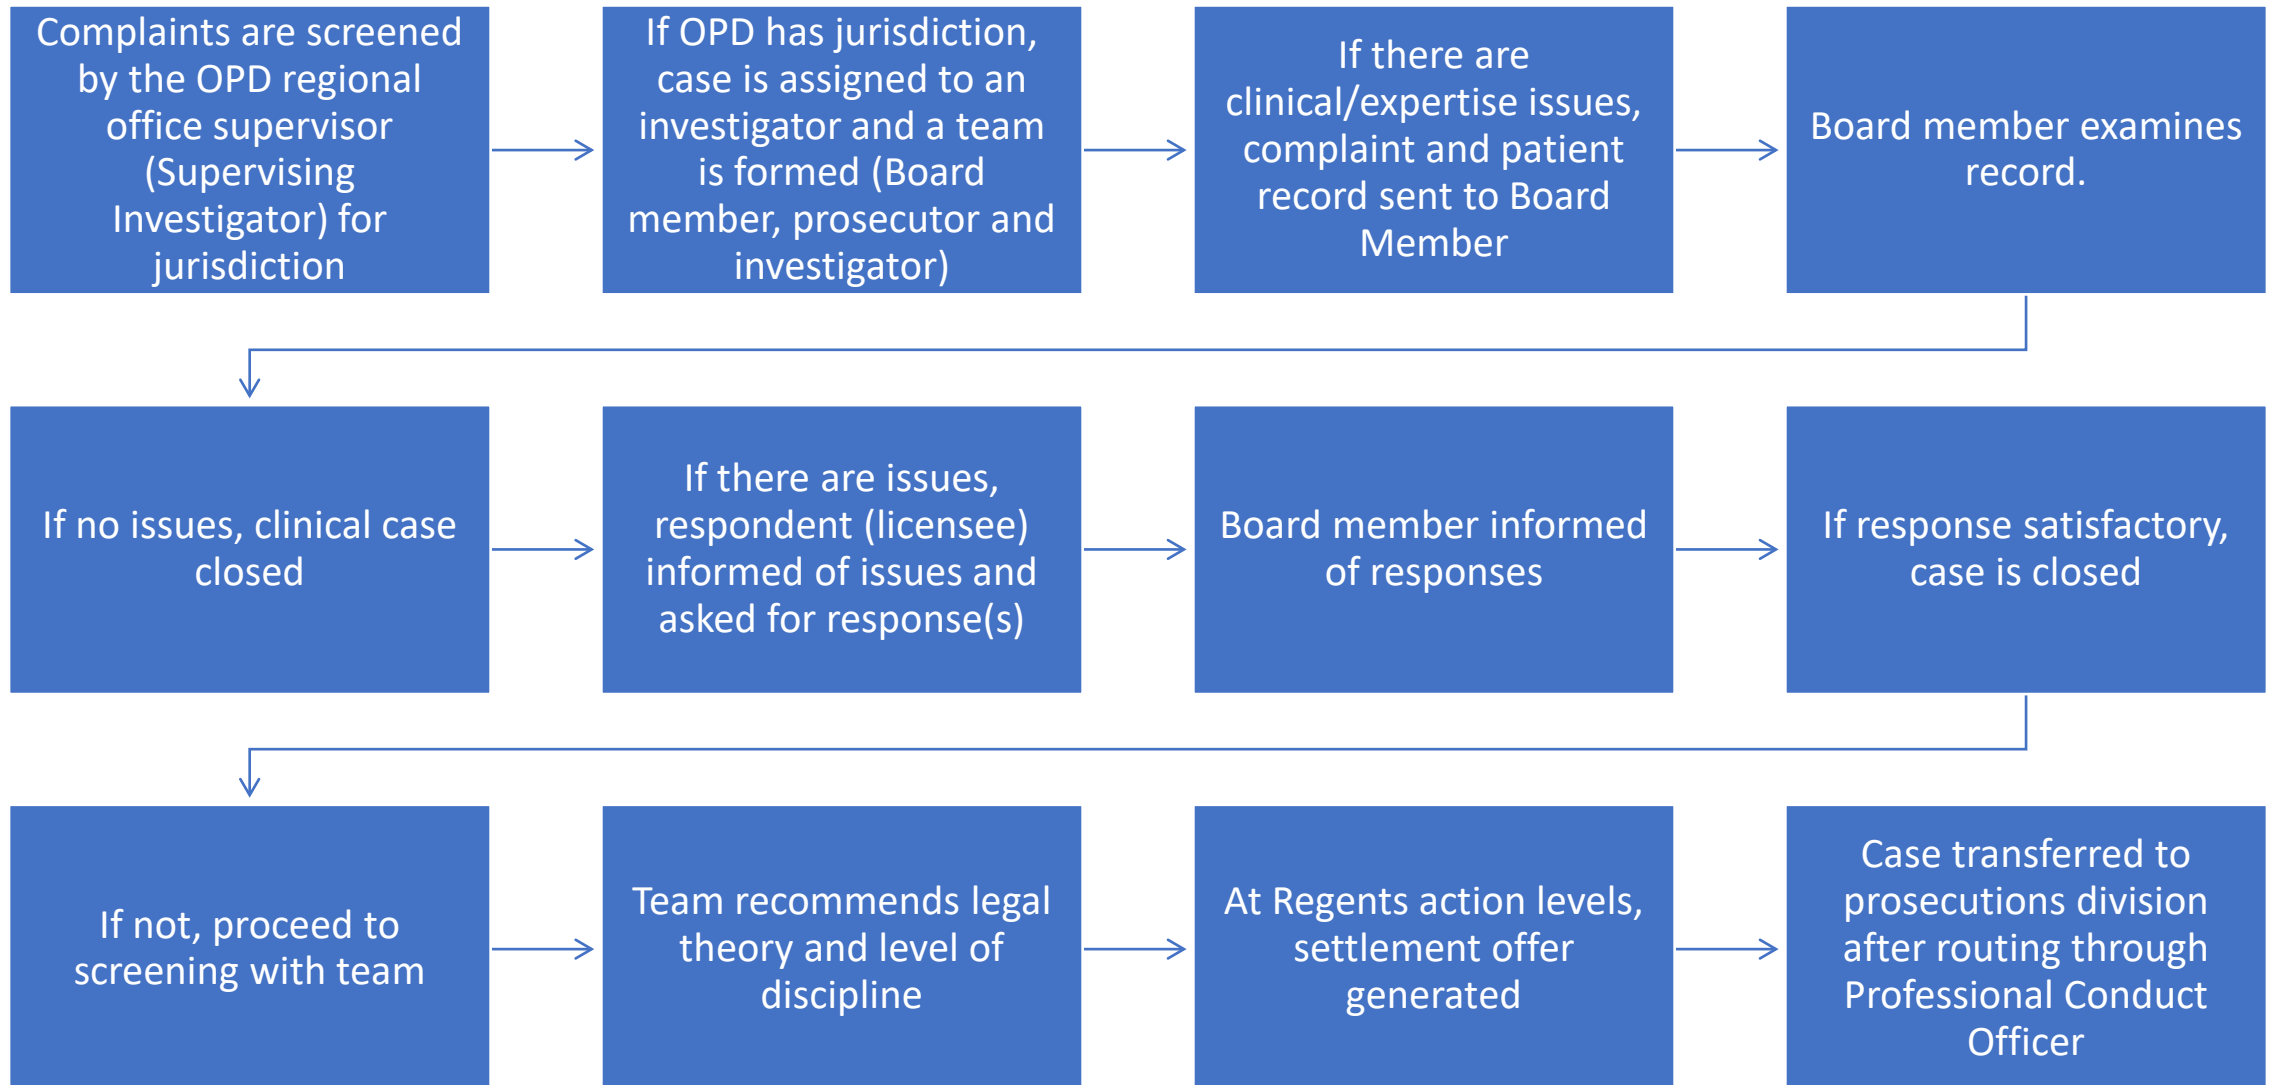 Complaints are screened
by the OPD regional
office supervisor
(Supervising
Investigator) for
jurisdiction
If OPD has jurisdiction,
case is assigned to an
investigator and a team
is formed (Board
member, prosecutor and
investigator)
If there are
clinical/expertise issues,
complaint and patient
record sent to Board
Member
Board member examines
record.
If no issues, clinical case
closed
If there are issues,
respondent (licensee)
informed of issues and
asked for response(s)
Board member informed
of responses
If response satisfactory,
case is closed
If not, proceed to
screening with team
Team recommends legal
theory and level of
discipline
At Regents action levels,
settlement offer
generated
Case transferred to
prosecutions division
after routing through
Professional Conduct
Officer